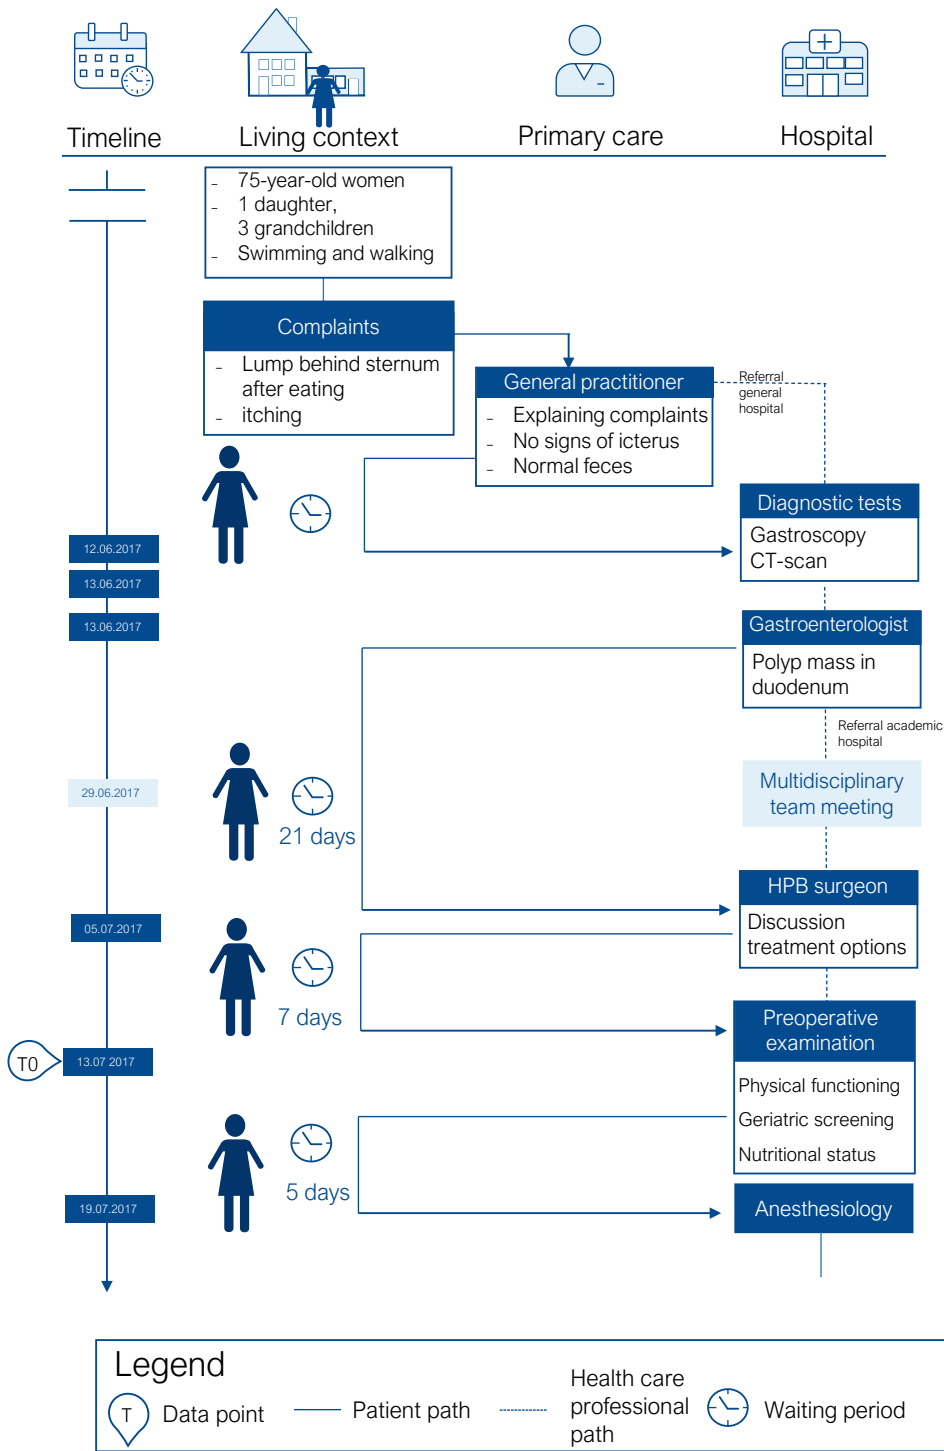 Timeline
Living context
Primary care
Hospital
- 75-year-old women
- 1 daughter,
3 grandchildren
- Swimming and walking
Complaints
- Lump behind sternum
after eating
- itching
General practitioner
- Explaining complaints
- No signs of icterus
- Normal feces
Referral
general
hospital
Diagnostic tests
Gastroscopy
CT-scan
12.06.2017
13.06.2017
13.06.2017
Gastroenterologist
Polyp mass in
duodenum
Referral academic
hospital
29.06.2017
21 days
Multidisciplinary
team meeting
HPB surgeon
Discussion
treatment options
05.07.2017
7 days
Preoperative
examination
Physical functioning
Geriatric screening
Nutritional status
T0
13.07 2017
5 days
19.07.2017
Anesthesiology
Legend
T
Data point
Patient path
Health care
professional
path
Waiting period